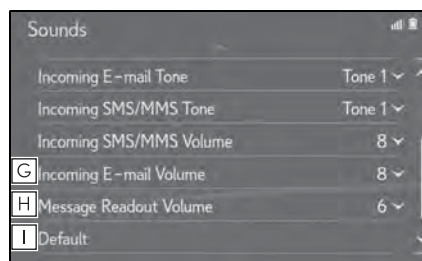 Sounds
Incoming E-mail Tone Tone 1
Incoming SMS/MMS Tone Tone 1
Incoming SMS/MMS Volume 8
G Incoming E-mail Volume 8
H Message Readout Volume 6
I Default